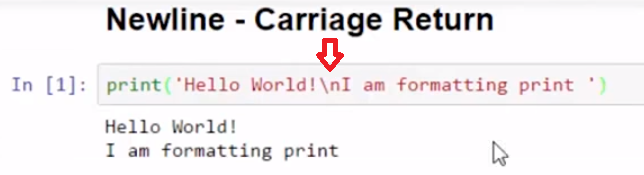 Newline - Carriage Return
In [1]: print('Hello World!\nI am formatting print ')
Hello World!
I am formatting print